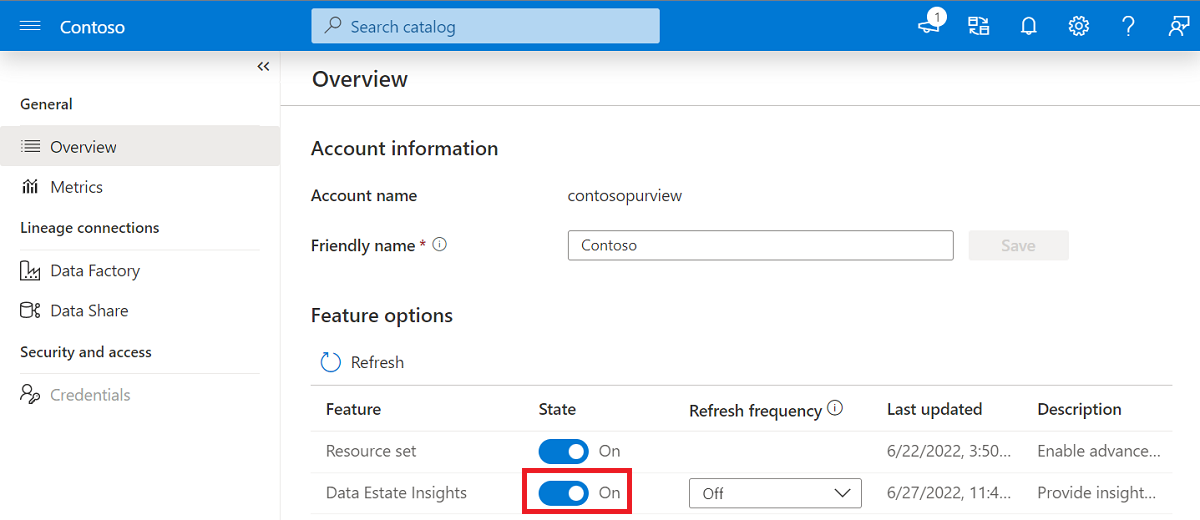 Contoso
Search catalog
1
Overview
General
Overview
Metrics
Lineage connections
Data Factory
Data Share
Security and access
Credentials
Account information
Account name contosopurview
Friendly name * Contoso Save
Feature options
Refresh
Feature State Refresh frequency Last updated Description
Resource set On 6/22/2022, 3:50... Enable advance...
Data Estate Insights On Off 6/27/2022, 11:4... Provide insight...